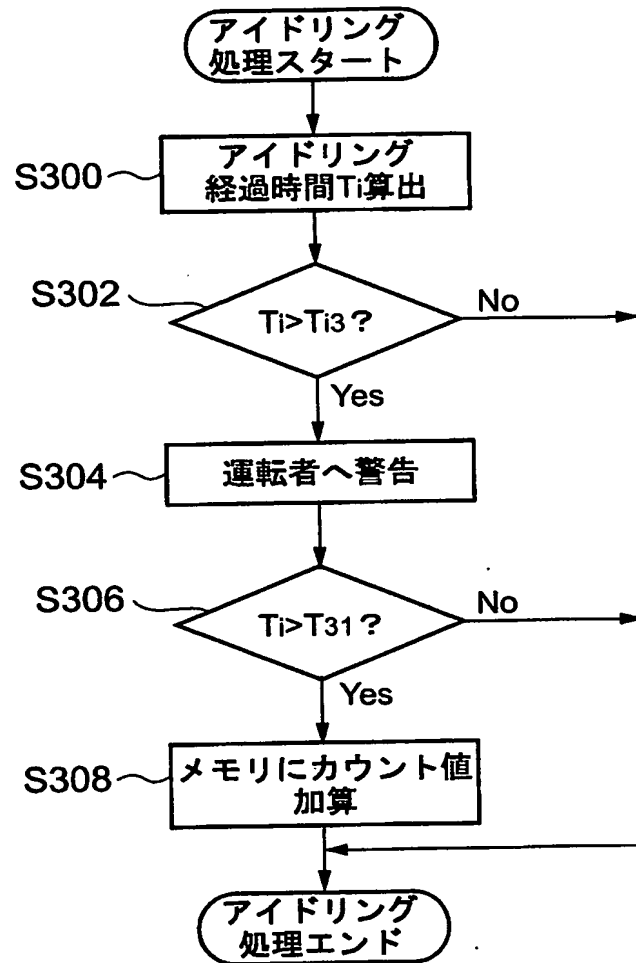 アイドリング
処理スタート
S300
アイドリング
経過時間Ti算出
S302
Ti>Ti3?
No
Yes
S304
運転者へ警告
S306
Ti>T31?
No
Yes
S308
メモリにカウント値
加算
アイドリング
処理エンド